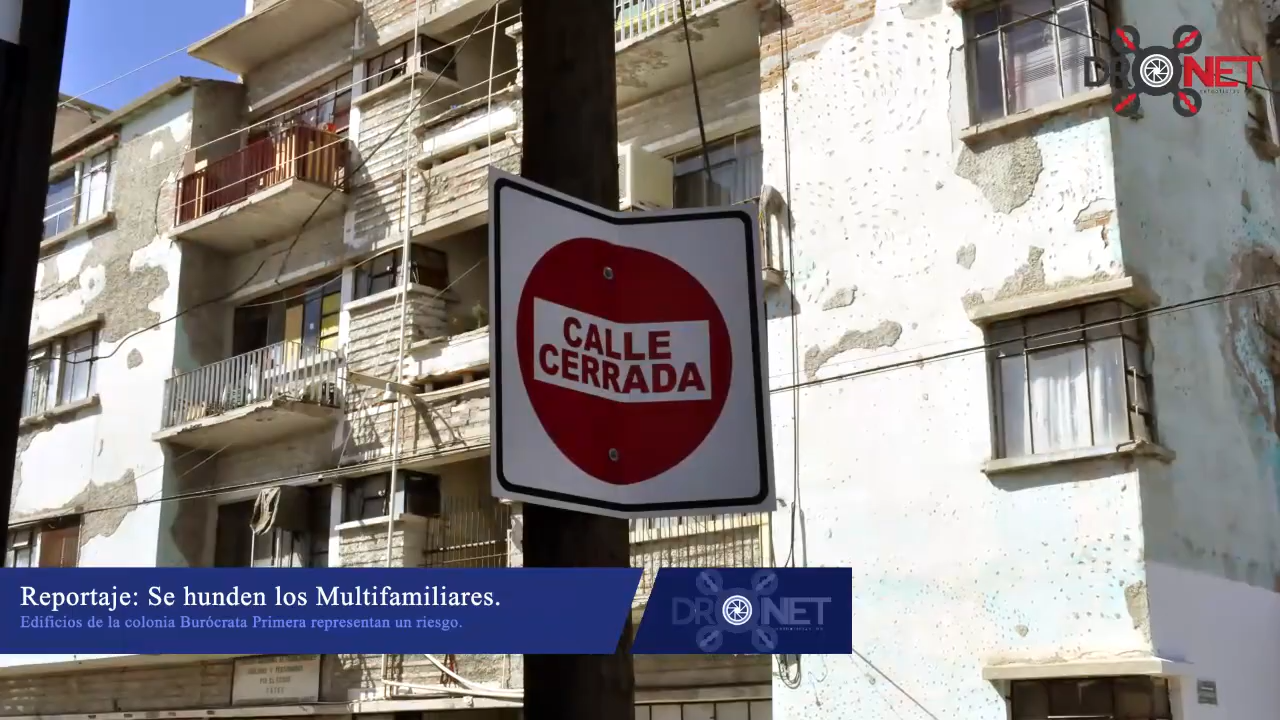 DRONET
CALLE
CERRADA
Reportaje: Se hunden los Multifamiliares.
Edificios de la colonia Burócrata Primera representan un riesgo.
DRONET